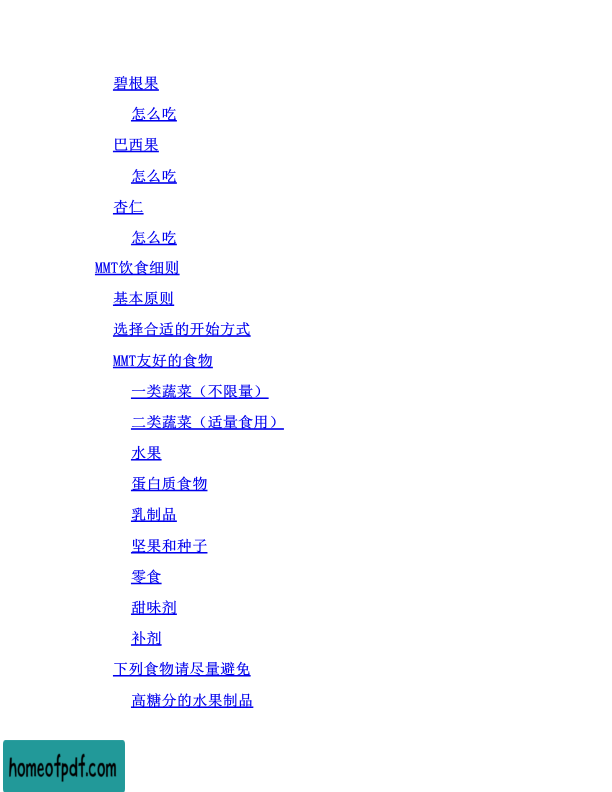 碧根果
怎么吃
巴西果
怎么吃
杏仁
怎么吃
MMT饮食细则
基本原则
选择合适的开始方式
MMT友好的食物
一类蔬菜（不限量）
二类蔬菜（适量食用）
水果
蛋白质食物
乳制品
坚果和种子
零食
甜味剂
补剂
下列食物请尽量避免
高糖分的水果制品
homeofpdf.com